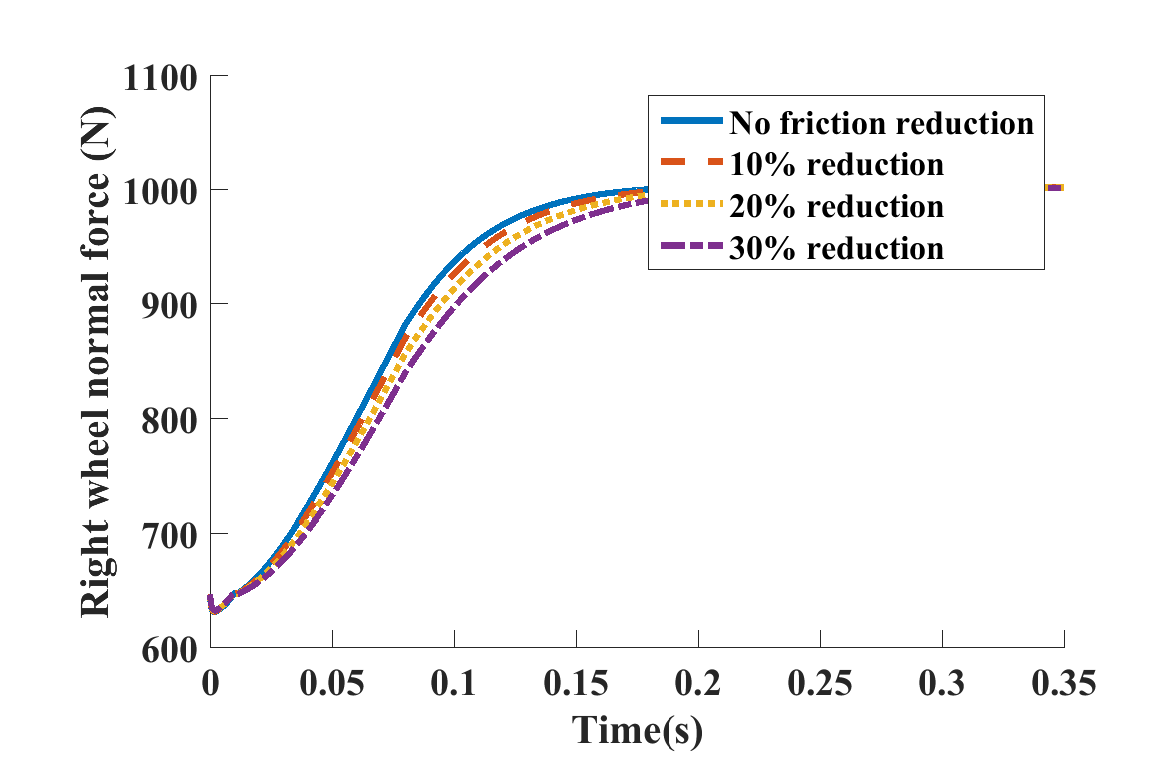 1100
1000
900
800
700
600
Right wheel normal force (N)
No friction reduction
10% reduction
20% reduction
30% reduction
0 0.05 0.1 0.15 0.2 0.25 0.3 0.35
Time(s)